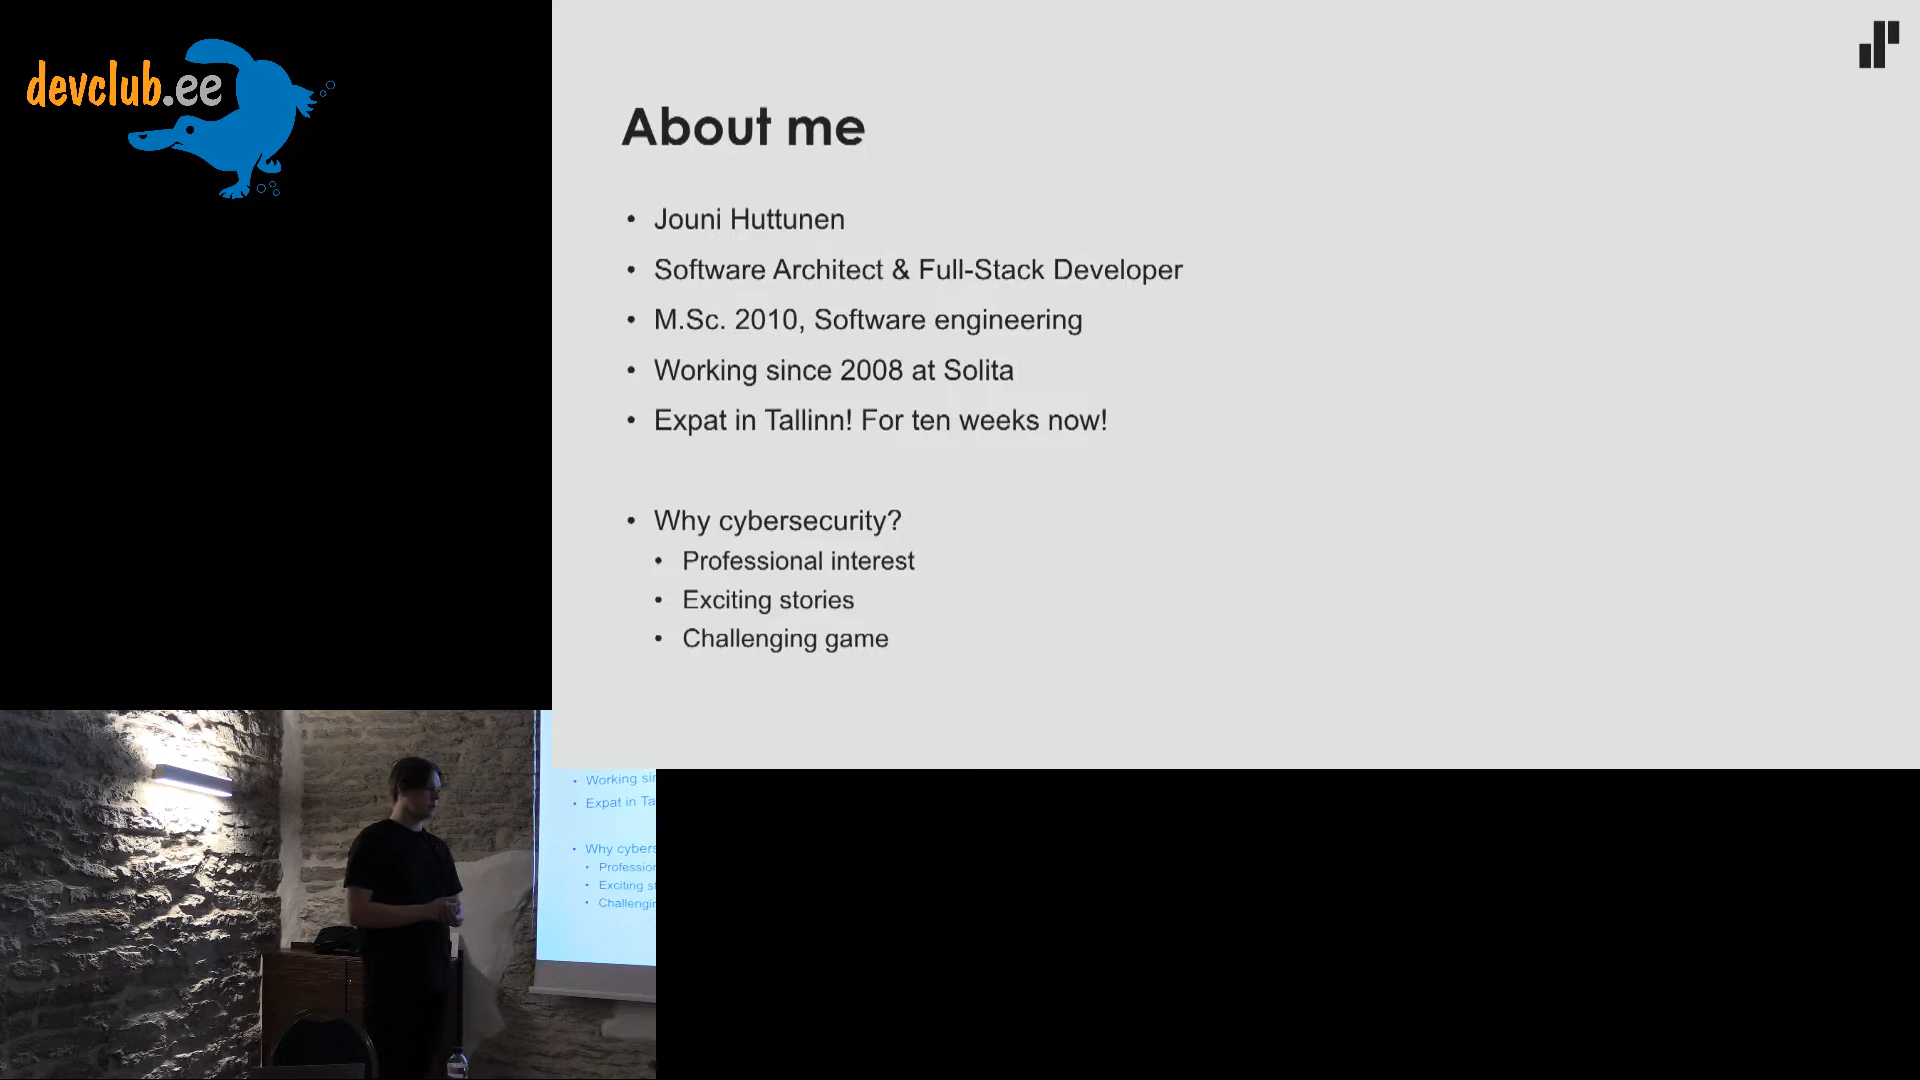 devclub.ee
About me
• Jouni Huttunen
• Software Architect & Full-Stack Developer
• M.Sc. 2010, Software engineering
• Working since 2008 at Solita
• Expat in Tallinn! For ten weeks now!
• Why cybersecurity?
• Professional interest
• Exciting stories
• Challenging game
• Working sin
• Expat in Ta
• Why cybers
• Profession
• Exciting st
• Challengin